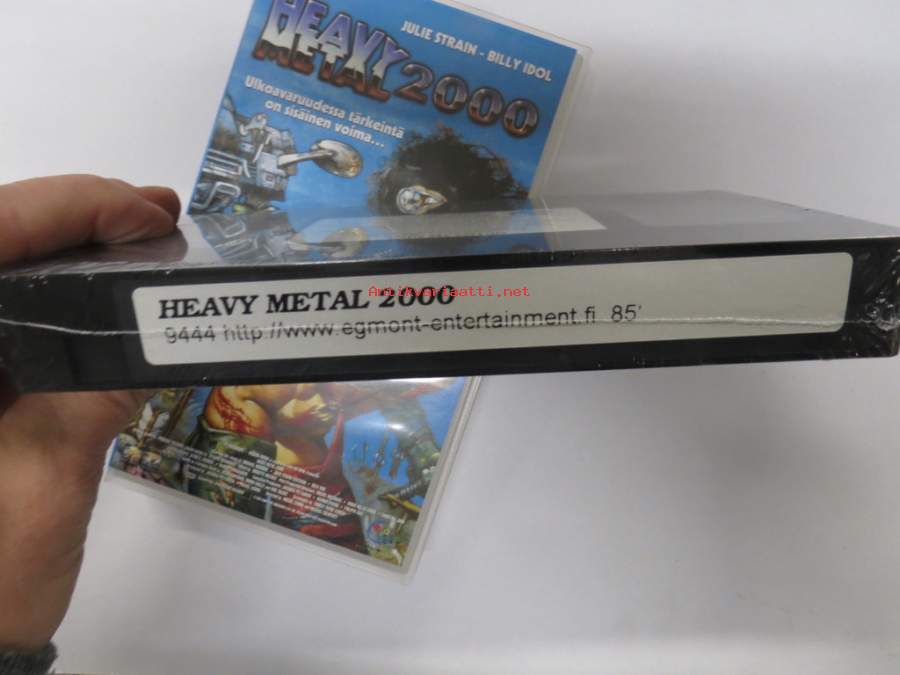 HEAVY
METAL 2000
JULIE STRAIN - BILLY IDOL
Ulkoavaruudessa tärkeintä
on sisäinen voima...
Antikvariaatti.net
HEAVY METAL 2000
9444 http://www.egmont-entertainment.fi 85'